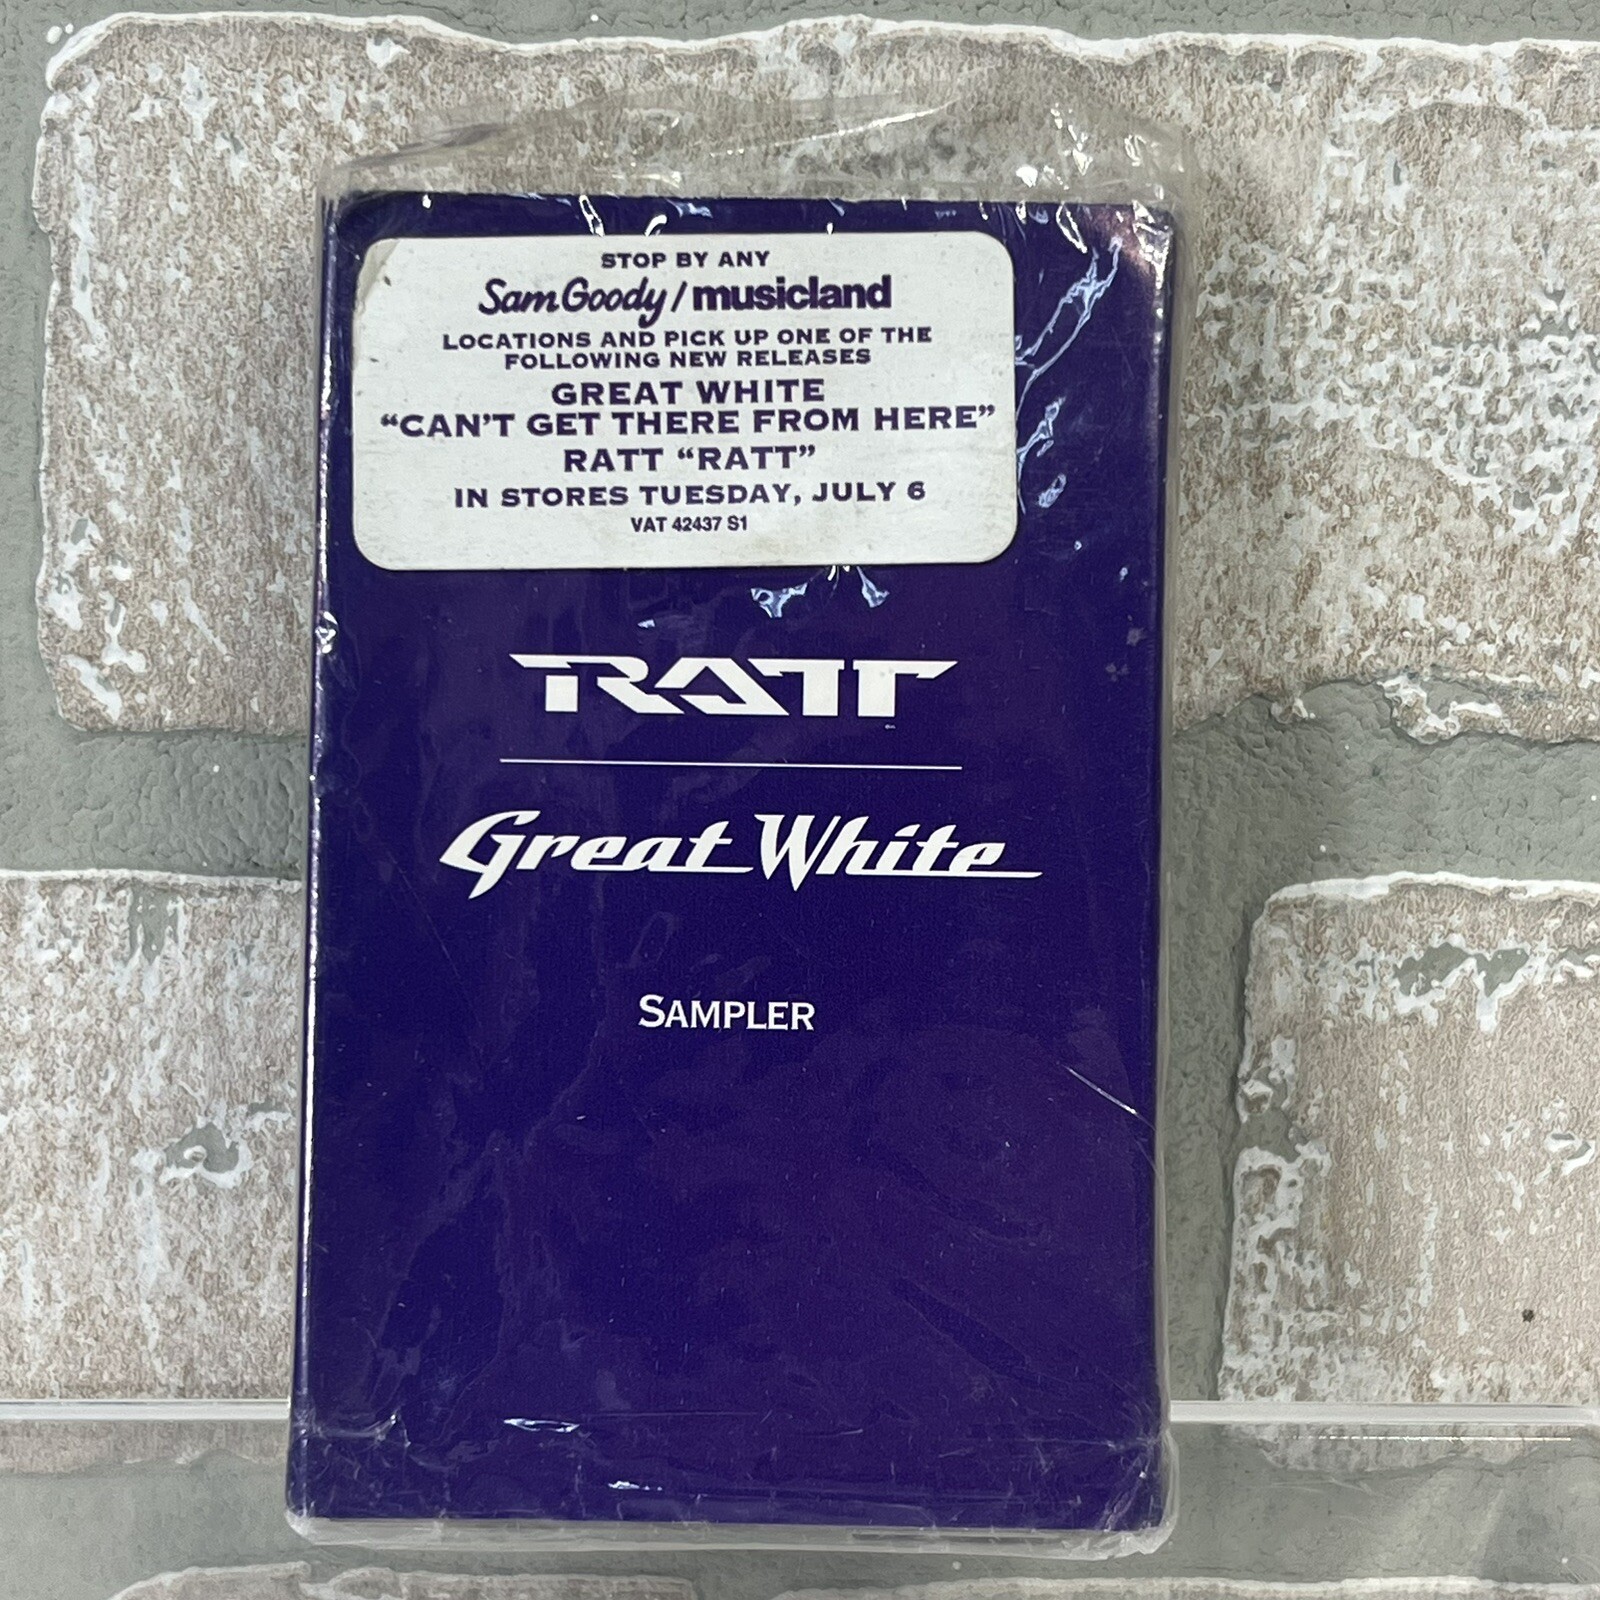 STOP BY ANY
Sam Goody / musicland
LOCATIONS AND PICK UP ONE OF THE
FOLLOWING NEW RELEASES
GREAT WHITE
“CAN'T GET THERE FROM HERE”
RATT “RATT”
IN STORES TUESDAY, JULY 6
VAT 42437 S1
RATT
Great White
SAMPLER